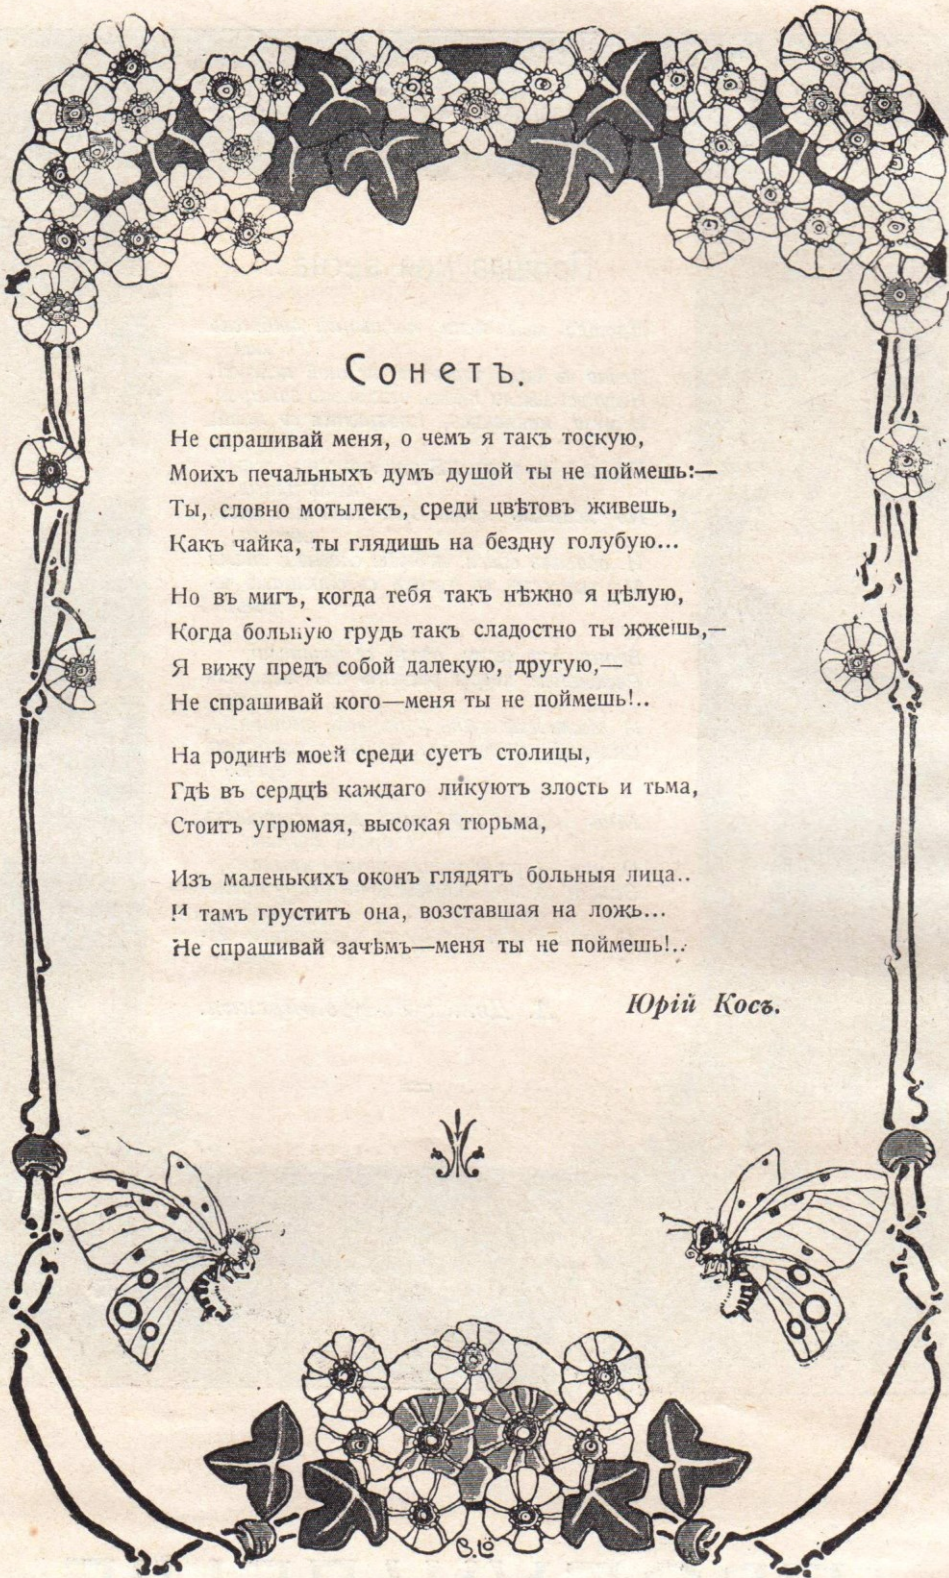 Сонетъ.
Не спрашивай меня, о чемъ я такъ тоскую,
Моихъ печальныхъ думъ душой ты не поймешь:—
Ты, словно мотылекъ, среди цвѣтовъ живешь,
Какъ чайка, ты глядишь на бездну голубую...
Но въ мигъ, когда тебя такъ нѣжно я цѣлую,
Когда больную грудь такъ сладостно ты жжешь,—
Я вижу предъ собой далекую, другую,—
Не спрашивай кого—меня ты не поймешь!..
На родинѣ моей среди суетъ столицы,
Гдѣ въ сердцѣ каждаго ликуютъ злость и тьма,
Стоитъ угрюмая, высокая тюрьма,
Изъ маленькихъ оконъ глядятъ больныя лица..
И тамъ груститъ она, возставшая на ложь...
Не спрашивай зачѣмъ—меня ты не поймешь!..
Юрій Косъ.